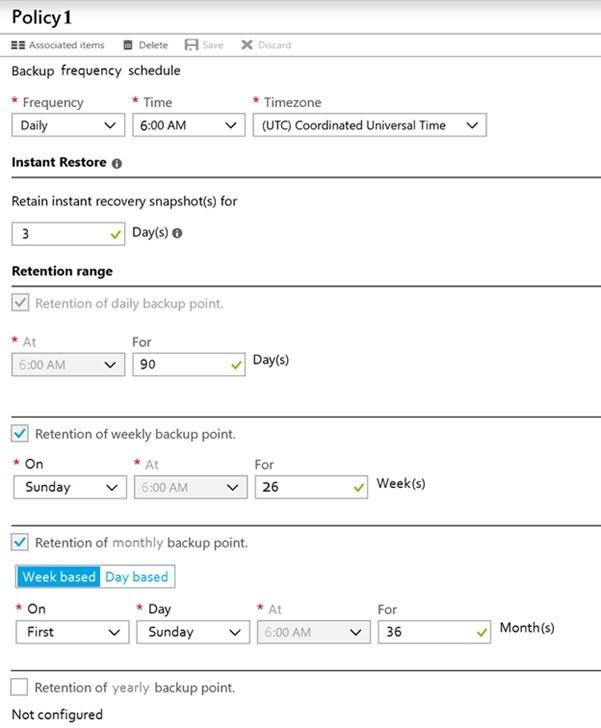 Policy1
Associated items Delete Save Discard
Backup frequency schedule
* Frequency * Time * Timezone
Daily 6:00 AM (UTC) Coordinated Universal Time
Instant Restore
Retain instant recovery snapshot(s) for
3 Day(s)
Retention range
Retention of daily backup point.
* At For
6:00 AM 90 Day(s)
Retention of weekly backup point.
* On * At For
Sunday 6:00 AM 26 Week(s)
Retention of monthly backup point.
Week based Day based
* On * Day * At For
First Sunday 6:00 AM 36 Month(s)
Retention of yearly backup point.
Not configured